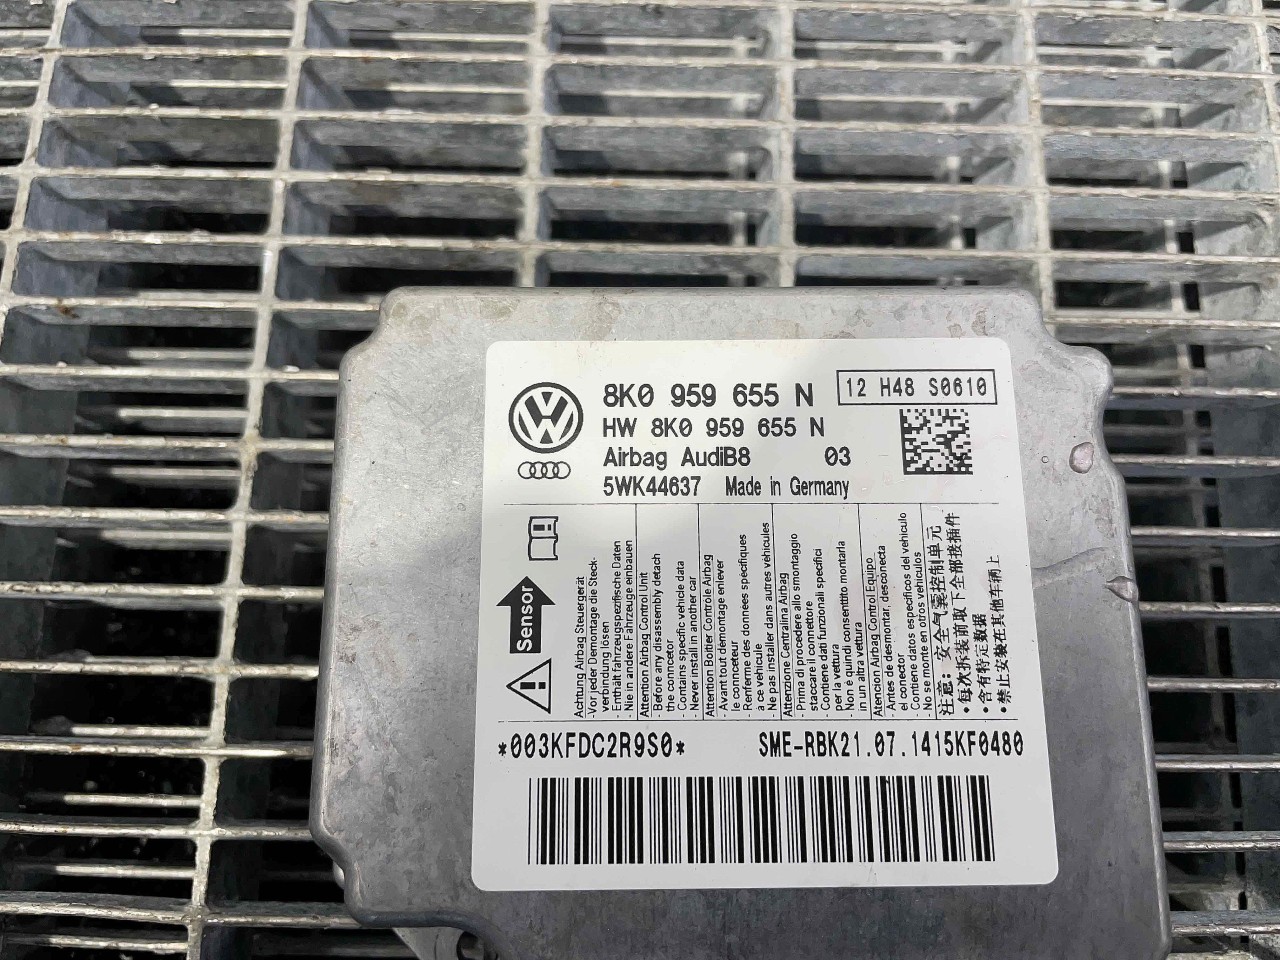 8K0 959 655 N
12 H48 S0610
HW 8K0 959 655 N
Airbag AudiB8 03
5WK44637 Made in Germany
Sensor
Achtung Airbag Steuergerät
-Vor jeder Demontage die Steck-
verbindung lösen
- Enthält fahrzeugspezifische Daten
- Nie in andere Fahrzeuge einbauen
Attention Airbag Control Unit
- Before any disassembly detach
the connector
- Contains specific vehicle data
- Never install in another car
Attention Boitier Contrôle Airbag
- Avant tout demontage enlever
le connceteur
- Renferme des données spécifiques
a ce véhicule
- Ne pas installer dans autres véhicules
Attenzione Centralina Airbag
- Prima di procedere allo smontaggio
staccare il connettore
- Contiene dati funzionali specifici
per la vettura
- Non è quindi consentitito montarla
in un altra vettura
Atencion Airbag Control Equipo
- Antes de desmontar, desconecta
el conector
- Contiene datos especificos del vehiculo
- No se monte en otros vehiculos
注意: 安全气囊控制单元
•每次拆装前取下全部接插件
•含有特定数据
•禁止安装在其他车辆上
*003KFDC2R9S0*
SME-RBK21.07.1415KF0480